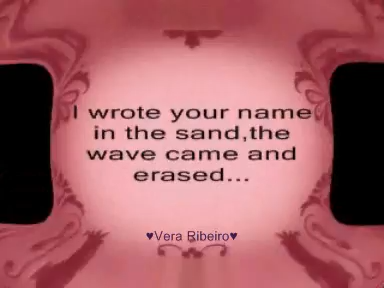 I wrote your name
in the sand,the
wave came and
erased...
♥Vera Ribeiro♥